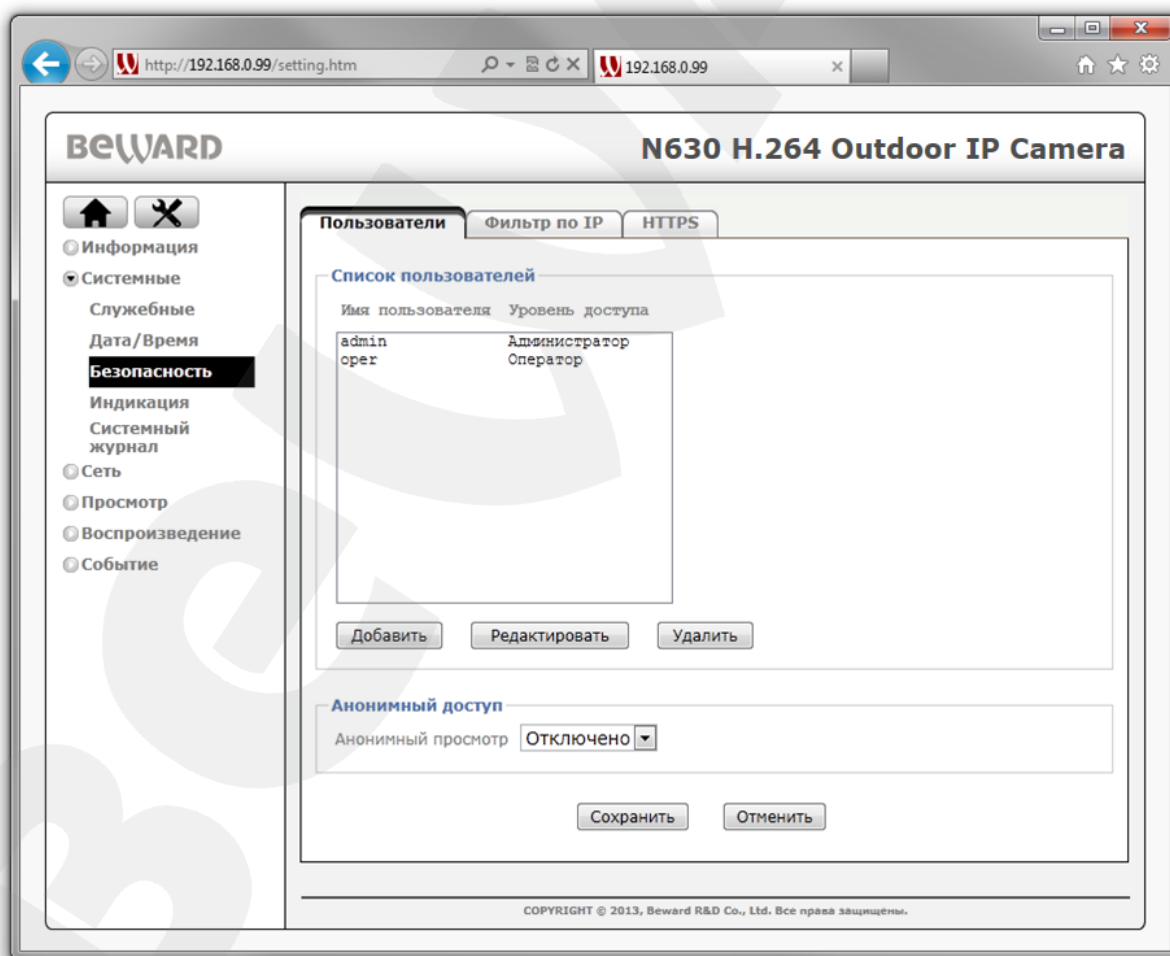 http://192.168.0.99/setting.htm
192.168.0.99
BEWARD
N630 H.264 Outdoor IP Camera
Информация
Системные
Служебные
Дата/Время
Безопасность
Индикация
Системный
журнал
Сеть
Просмотр
Воспроизведение
Событие
Пользователи
Фильтр по IP
HTTPS
Список пользователей
Имя пользователя Уровень доступа
admin Администратор
oper Оператор
Добавить
Редактировать
Удалить
Анонимный доступ
Анонимный просмотр Отключено
Сохранить
Отменить
COPYRIGHT © 2013, Beward R&D Co., Ltd. Все права защищены.